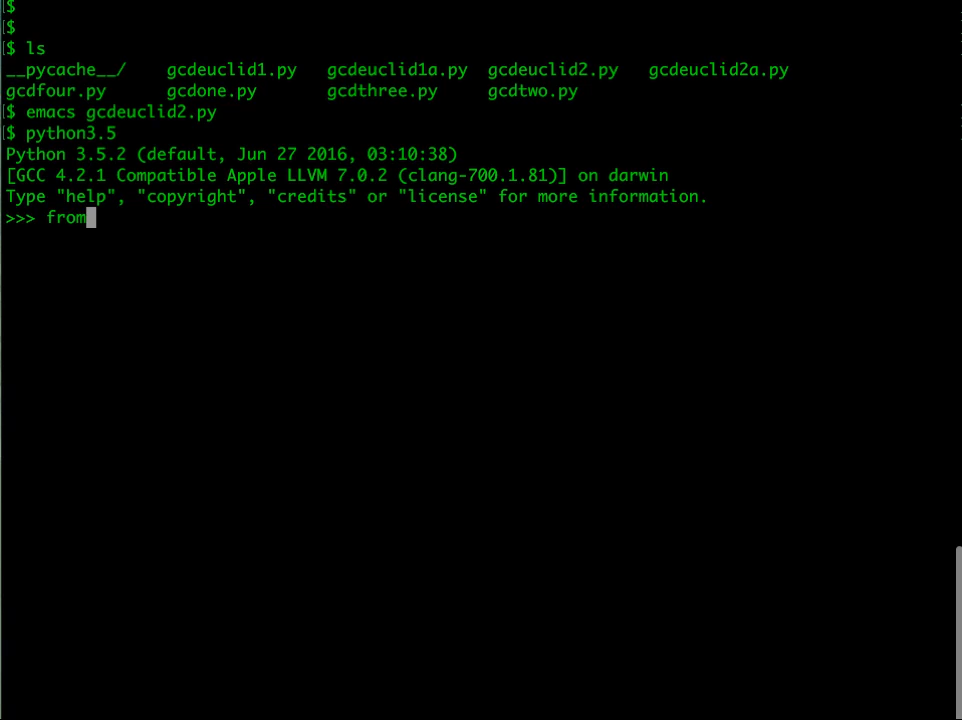 [$
[$
[$ ls
__pycache__/ gcdeuclid1.py gcdeuclid1a.py gcdeuclid2.py gcdeuclid2a.py
gcdfour.py gcdone.py gcdthree.py gcdtwo.py
[$ emacs gcdeuclid2.py
[$ python3.5
Python 3.5.2 (default, Jun 27 2016, 03:10:38)
[GCC 4.2.1 Compatible Apple LLVM 7.0.2 (clang-700.1.81)] on darwin
Type "help", "copyright", "credits" or "license" for more information.
>>> from